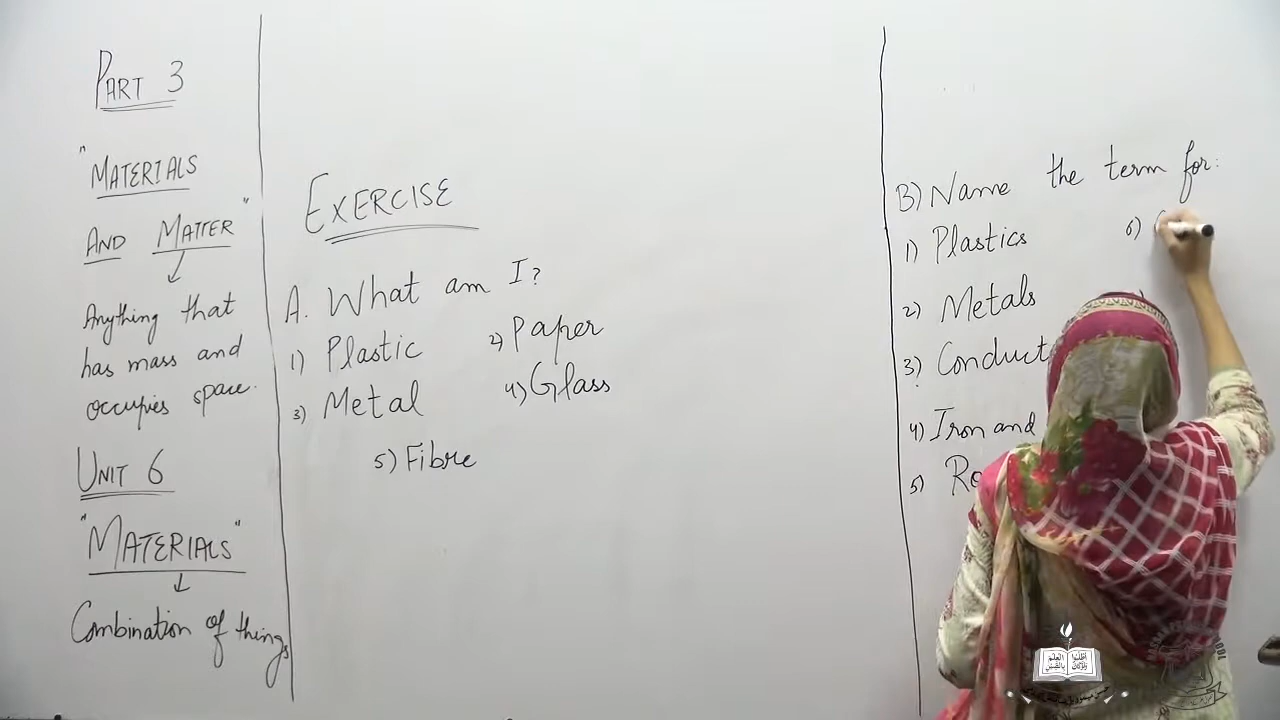 PART 3
"MATERIALS
AND MATTER"
Anything that
has mass and
occupies space.
UNIT 6
"MATERIALS"
Combination of things
EXERCISE
A. What am I?
1) Plastic
2) Paper
3) Metal
4) Glass
5) Fibre
B) Name the term for:
1) Plastics
2) Metals
3) Conduct
4) Iron and
5)
6)